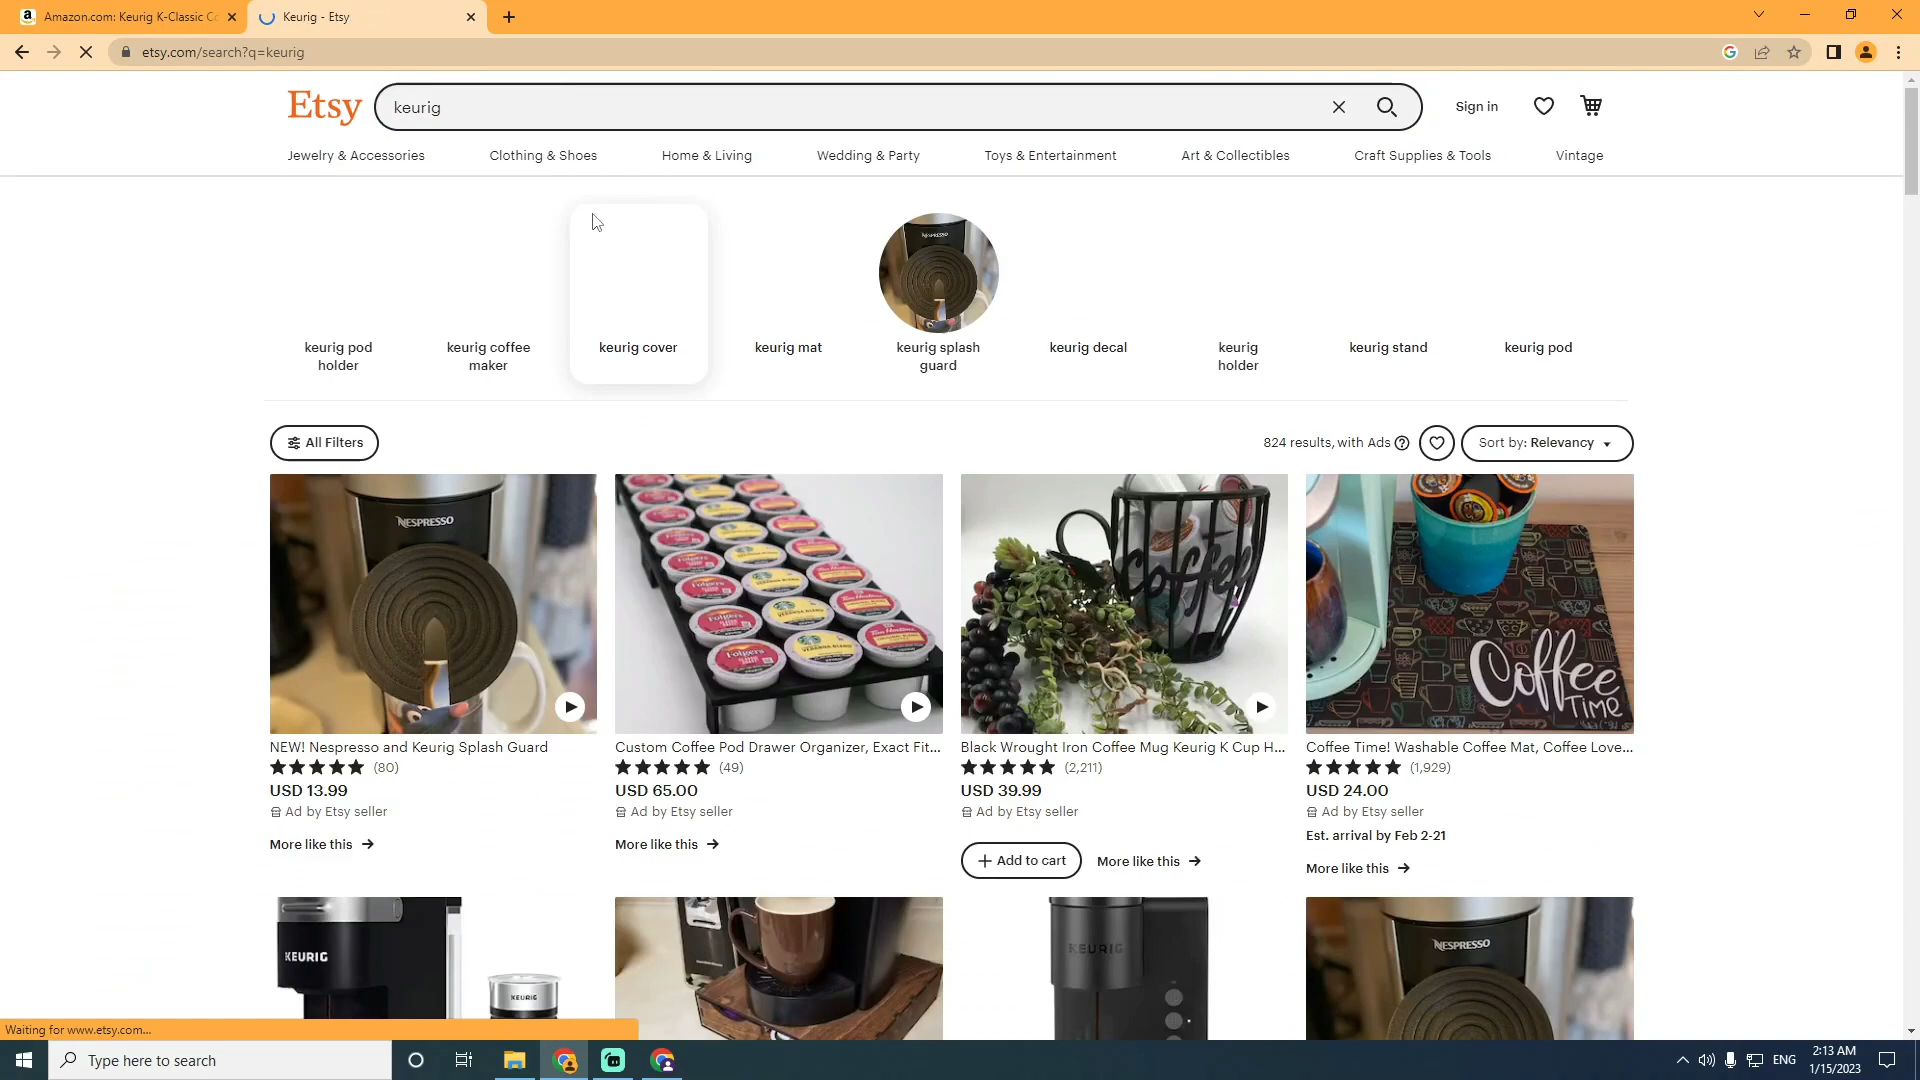 Amazon.com: Keurig K-Classic Co
Keurig - Etsy
etsy.com/search?q=keurig
Etsy
keurig
Sign in
Jewelry & Accessories
Clothing & Shoes
Home & Living
Wedding & Party
Toys & Entertainment
Art & Collectibles
Craft Supplies & Tools
Vintage
NESPRESSO
keurig pod
holder
keurig coffee
maker
keurig cover
keurig mat
keurig splash
guard
keurig decal
keurig
holder
keurig stand
keurig pod
All Filters
824 results, with Ads
Sort by: Relevancy
NESPRESSO
Folgers
Tim Hortons
Coffee
Coffee
TIME
NEW! Nespresso and Keurig Splash Guard
(80)
USD 13.99
Ad by Etsy seller
More like this
Custom Coffee Pod Drawer Organizer, Exact Fit...
(49)
USD 65.00
Ad by Etsy seller
More like this
Black Wrought Iron Coffee Mug Keurig K Cup H...
(2,211)
USD 39.99
Ad by Etsy seller
+ Add to cart
More like this
Coffee Time! Washable Coffee Mat, Coffee Love...
(1,929)
USD 24.00
Ad by Etsy seller
Est. arrival by Feb 2-21
More like this
KEURIG
KEURIG
KEURIG
NESPRESSO
Waiting for www.etsy.com...
Type here to search
ENG
2:13 AM
1/15/2023